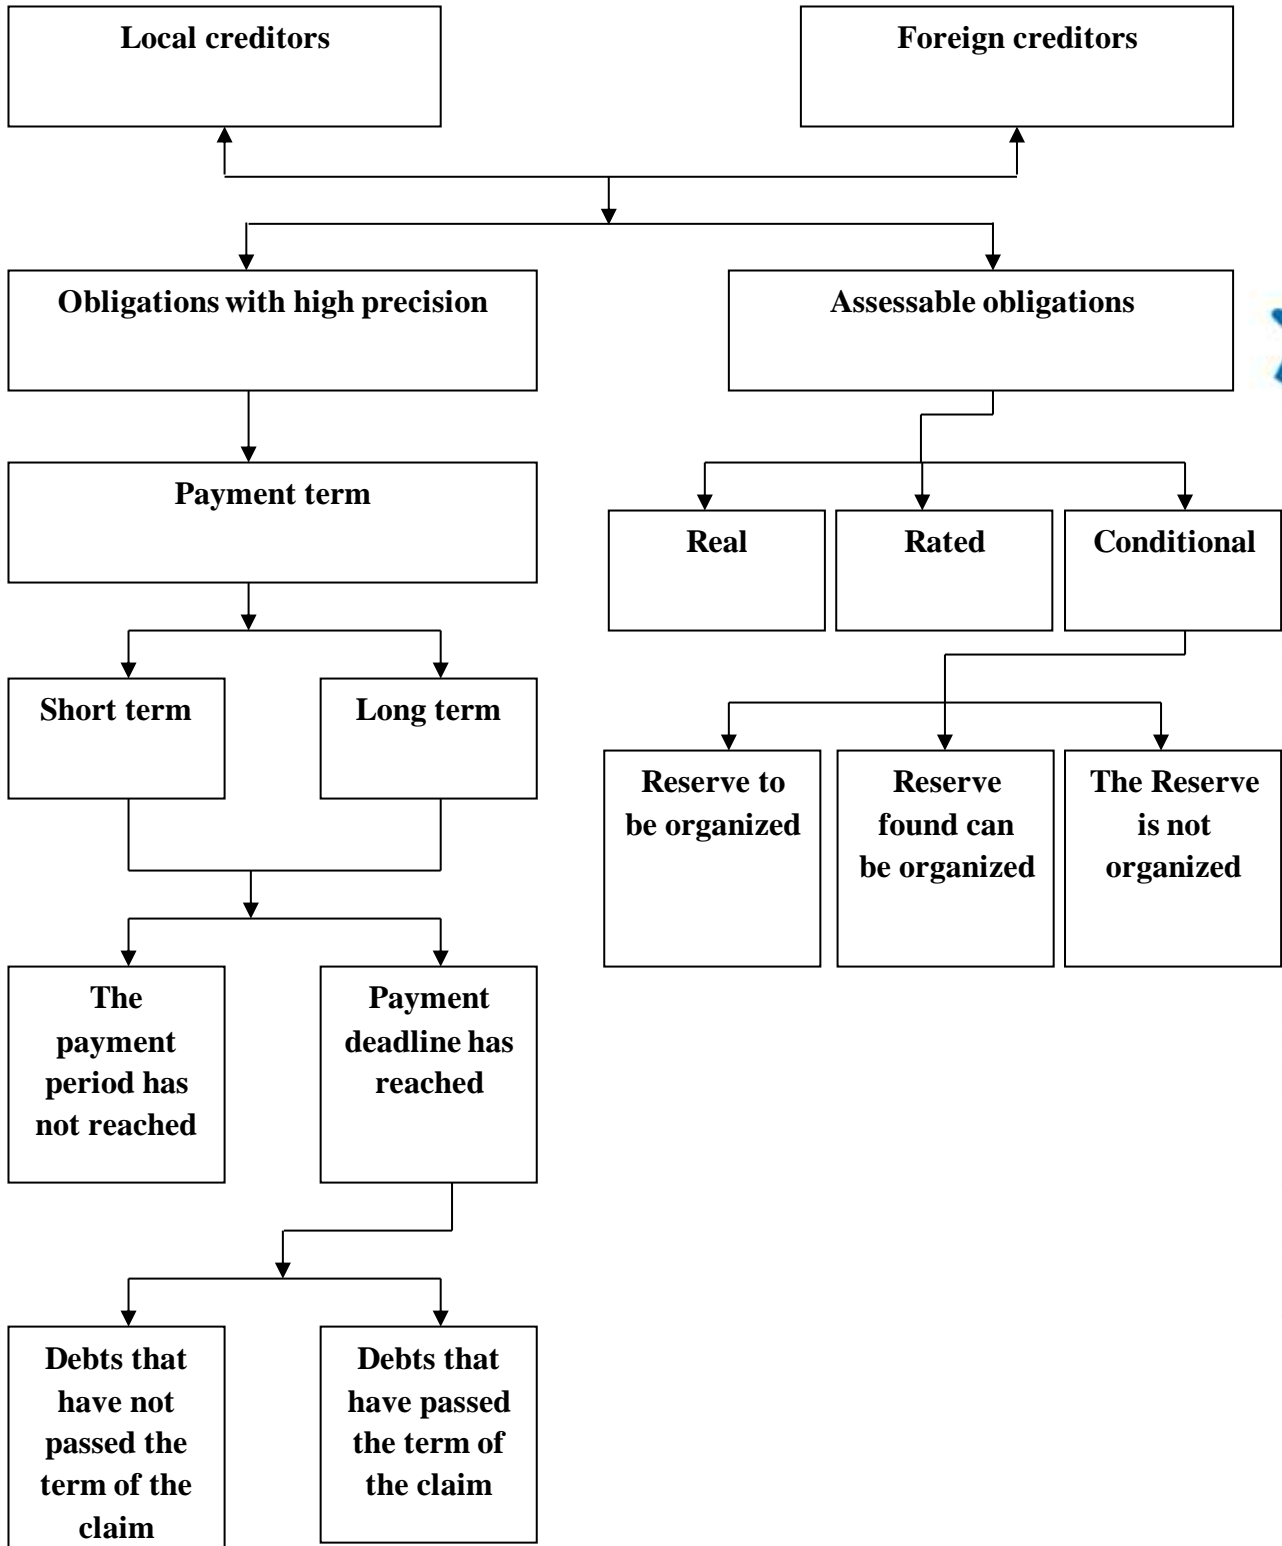 Local creditors
Foreign creditors
Obligations with high precision
Assessable obligations
Payment term
Real
Rated
Conditional
Short term
Long term
Reserve to
be organized
Reserve
found can
be organized
The Reserve
is not
organized
The
payment
period has
not reached
Payment
deadline has
reached
Debts that
have not
passed the
term of the
claim
Debts that
have passed
the term of
the claim